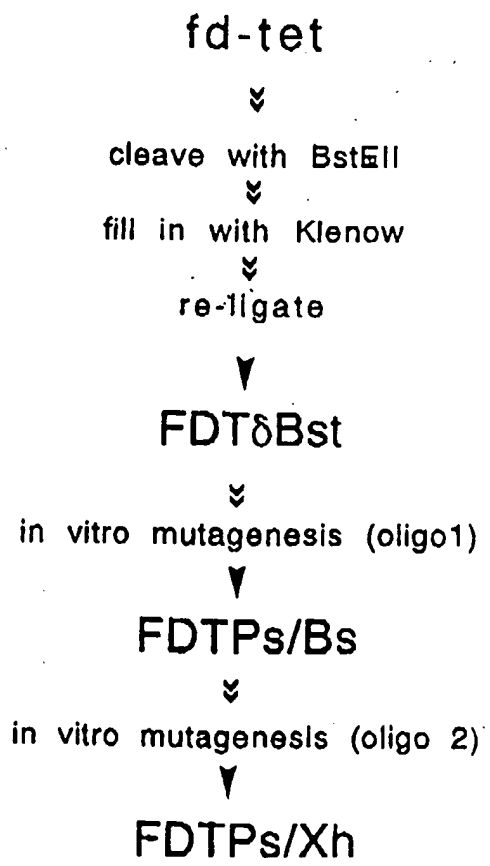 fd-tet
cleave with BstEII
fill in with Klenow
re-ligate
FDTδBst
in vitro mutagenesis (oligo1)
FDTPs/Bs
in vitro mutagenesis (oligo 2)
FDTPs/Xh